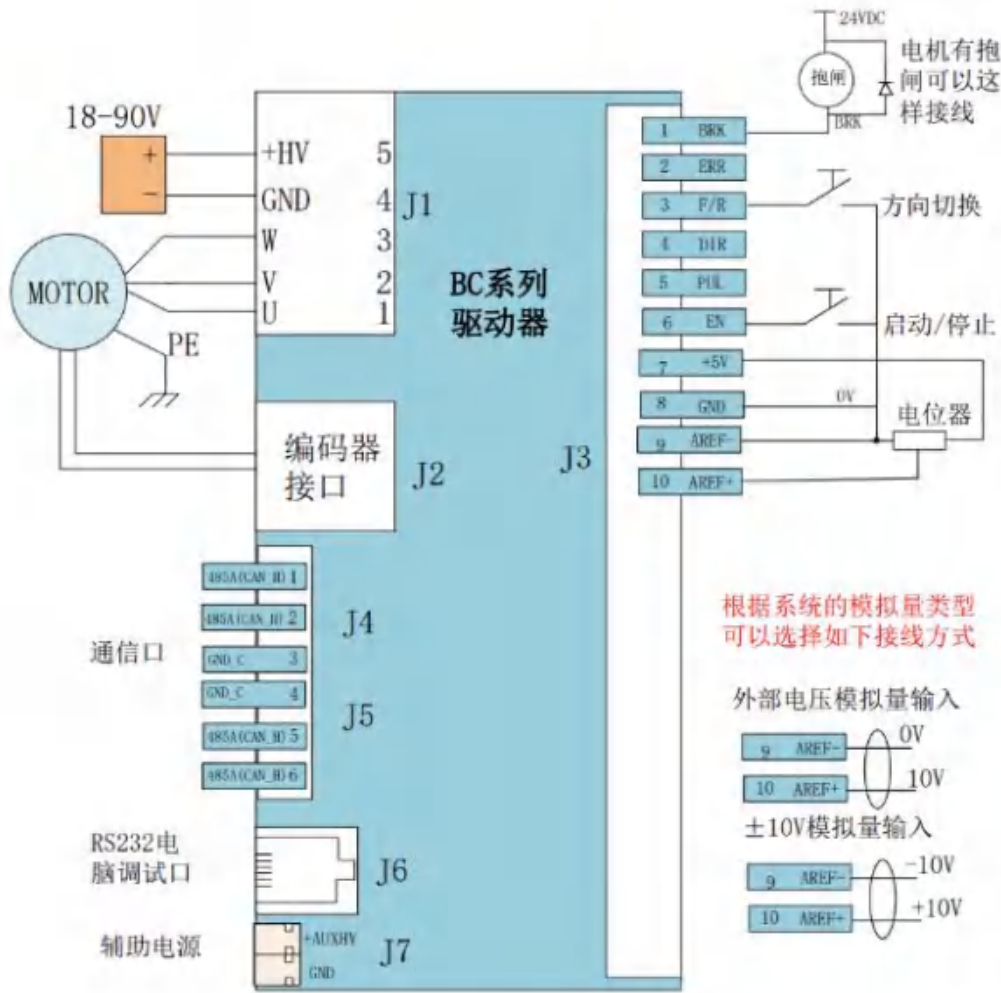 24VDC
抱闸
电机有抱
闸可以这
样接线
BRK
18-90V
+
-
+HV 5
GND 4
W 3
V 2
U 1
J1
MOTOR
PE
BC系列
驱动器
1 BRK
2 ERR
3 F/R
4 DIR
5 PUL
6 EN
7 +5V
8 GND
9 AREF-
10 AREF+
方向切换
启动/停止
0V
电位器
J3
编码器
接口
J2
485A(CAN_H) 1
485A(CAN_H) 2
GND_C 3
GND_C 4
485A(CAN_H) 5
485A(CAN_H) 6
J4
J5
通信口
RS232电
脑调试口
J6
辅助电源
+AUXHV
GND
J7
根据系统的模拟量类型
可以选择如下接线方式
外部电压模拟量输入
9 AREF- 0V
10 AREF+ 10V
±10V模拟量输入
9 AREF- -10V
10 AREF+ +10V